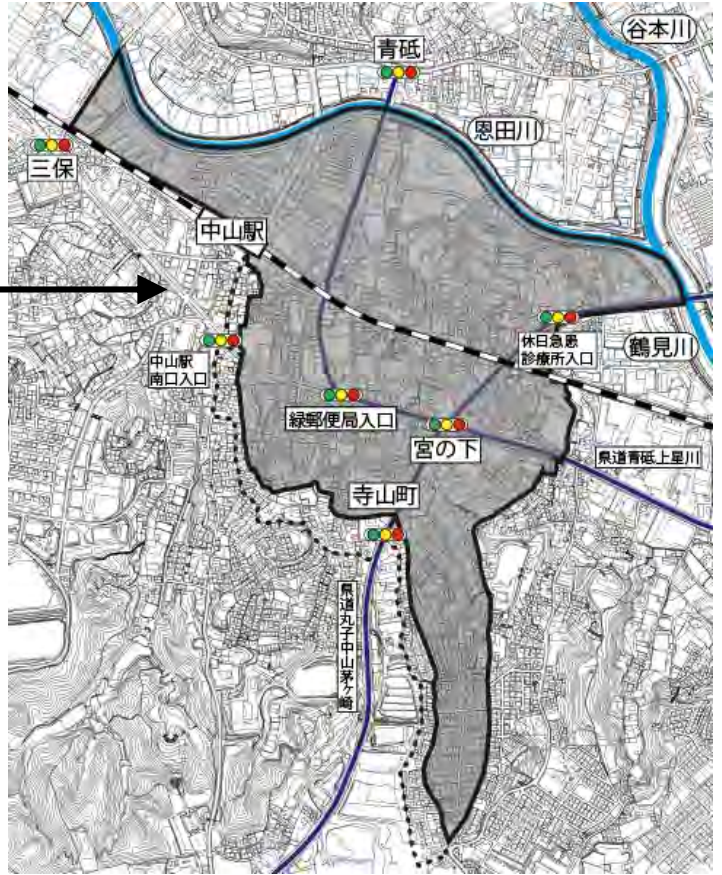 谷本川
青砥
恩田川
三保
中山駅
休日急患
診療所入口
鶴見川
中山駅
南口入口
緑郵便局入口
宮の下
県道青砥上星川
寺山町
県道丸子中山茅ヶ崎